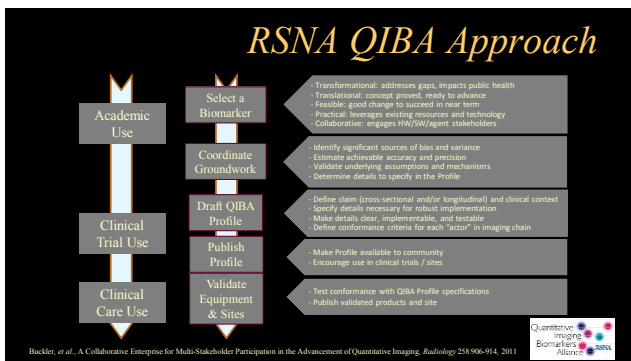 RSNA QIBA Approach
Academic
Use
Clinical
Trial Use
Clinical
Care Use
Select a
Biomarker
Coordinate
Groundwork
Draft QIBA
Profile
Publish
Profile
Validate
Equipment
& Sites
- Transformational: addresses gaps, impacts public health
- Translational: concept proved, ready to advance
- Feasible: good change to succeed in near term
- Practical: leverages existing resources and technology
- Collaborative: engages HW/SW/agent stakeholders
- Identify significant sources of bias and variance
- Estimate achievable accuracy and precision
- Validate underlying assumptions and mechanisms
- Determine details to specify in the Profile
- Define claim (cross-sectional and/or longitudinal) and clinical context
- Specify details necessary for robust implementation
- Make details clear, implementable, and testable
- Define conformance criteria for each "actor" in imaging chain
- Make Profile available to community
- Encourage use in clinical trials / sites
- Test conformance with QIBA Profile specifications
- Publish validated products and site
Buckler, et al., A Collaborative Enterprise for Multi-Stakeholder Participation in the Advancement of Quantitative Imaging, Radiology 258:906-914, 2011
Quantitative
Imaging
Biomarkers
Alliance
RSNA